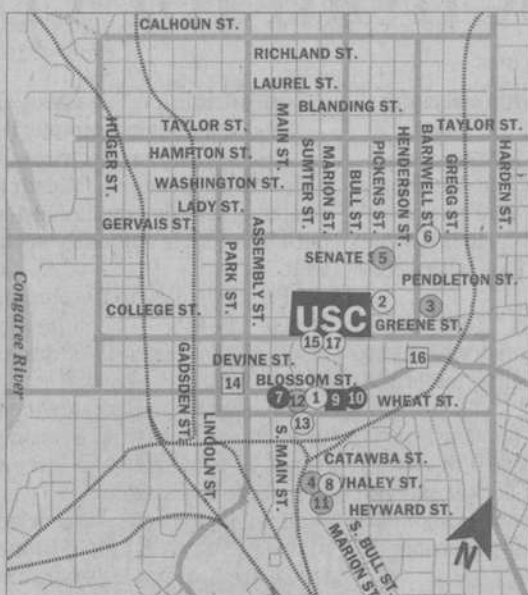 CALHOUN ST.
RICHLAND ST.
LAUREL ST.
BLANDING ST.
TAYLOR ST.
TAYLOR ST.
HUGER ST.
MAIN ST.
SUMTER ST.
MARION ST.
BULL ST.
PICKENS ST.
HENDERSON ST.
BARNWELL ST.
GREGG ST.
HARDEN ST.
HAMPTON ST.
WASHINGTON ST.
LADY ST.
GERVAIS ST.
6
PARK ST.
ASSEMBLY ST.
SENATE S
5
PENDLETON ST.
Congaree River
COLLEGE ST.
USC
2
3
GREENE ST.
15 17
GADSDEN ST.
DEVINE ST.
16
14
BLOSSOM ST.
7 12 1 9 10
WHEAT ST.
LINCOLN ST.
S. MAIN ST.
13
CATAWBA ST.
4 8 WHALEY ST.
11
HEYWARD ST.
S. BULL ST.
MARION ST.
N